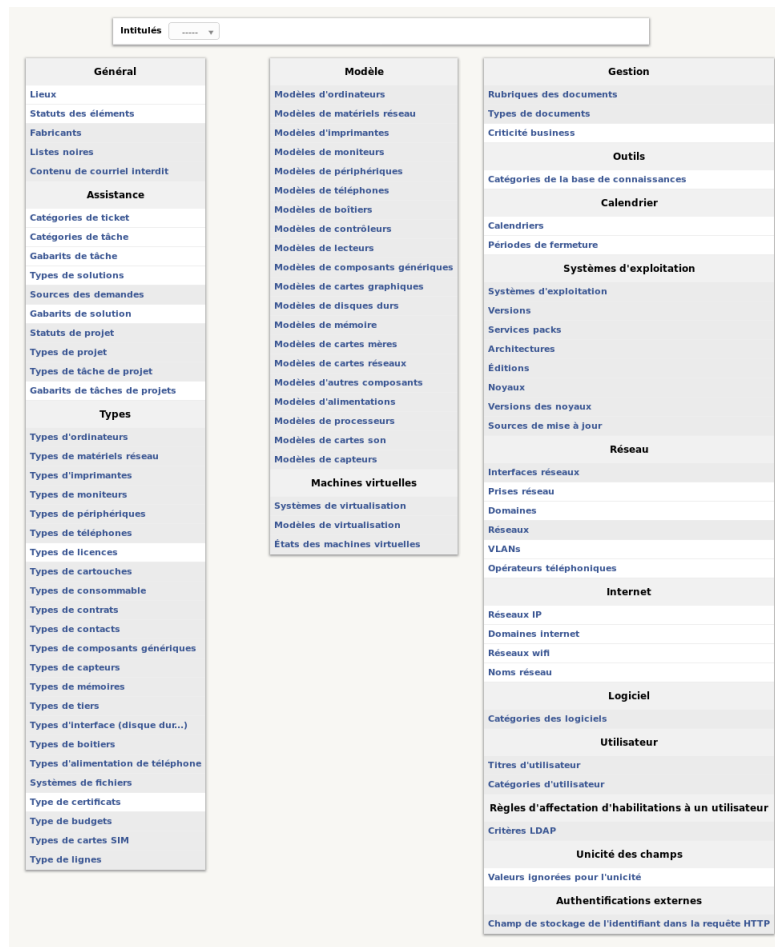 Intitulés -----
Général
Lieux
Statuts des éléments
Fabricants
Listes noires
Contenu de courriel interdit
Assistance
Catégories de ticket
Catégories de tâche
Gabarits de tâche
Types de solutions
Sources des demandes
Gabarits de solution
Statuts de projet
Types de projet
Types de tâche de projet
Gabarits de tâches de projets
Types
Types d'ordinateurs
Types de matériels réseau
Types d'imprimantes
Types de moniteurs
Types de périphériques
Types de téléphones
Types de licences
Types de cartouches
Types de consommable
Types de contrats
Types de contacts
Types de composants génériques
Types de capteurs
Types de mémoires
Types de tiers
Types d'interface (disque dur...)
Types de boitiers
Types d'alimentation de téléphone
Systèmes de fichiers
Type de certificats
Type de budgets
Types de cartes SIM
Type de lignes
Modèle
Modèles d'ordinateurs
Modèles de matériels réseau
Modèles d'imprimantes
Modèles de moniteurs
Modèles de périphériques
Modèles de téléphones
Modèles de boîtiers
Modèles de contrôleurs
Modèles de lecteurs
Modèles de composants génériques
Modèles de cartes graphiques
Modèles de disques durs
Modèles de mémoire
Modèles de cartes mères
Modèles de cartes réseaux
Modèles d'autres composants
Modèles d'alimentations
Modèles de processeurs
Modèles de cartes son
Modèles de capteurs
Machines virtuelles
Systèmes de virtualisation
Modèles de virtualisation
États des machines virtuelles
Gestion
Rubriques des documents
Types de documents
Criticité business
Outils
Catégories de la base de connaissances
Calendrier
Calendriers
Périodes de fermeture
Systèmes d'exploitation
Systèmes d'exploitation
Versions
Services packs
Architectures
Éditions
Noyaux
Versions des noyaux
Sources de mise à jour
Réseau
Interfaces réseaux
Prises réseau
Domaines
Réseaux
VLANs
Opérateurs téléphoniques
Internet
Réseaux IP
Domaines internet
Réseaux wifi
Noms réseau
Logiciel
Catégories des logiciels
Utilisateur
Titres d'utilisateur
Catégories d'utilisateur
Règles d'affectation d'habilitations à un utilisateur
Critères LDAP
Unicité des champs
Valeurs ignorées pour l'unicité
Authentifications externes
Champ de stockage de l'identifiant dans la requête HTTP